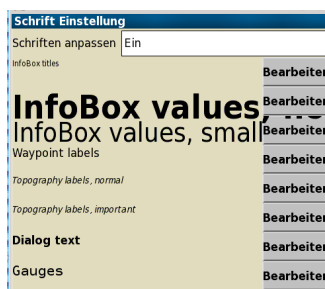 Schrift Einstellung
Schriften anpassen Ein
InfoBox titles Bearbeiten
InfoBox values, no Bearbeiten
InfoBox values, small Bearbeiten
Waypoint labels Bearbeiten
Topography labels, normal Bearbeiten
Topography labels, important Bearbeiten
Dialog text Bearbeiten
Gauges Bearbeiten